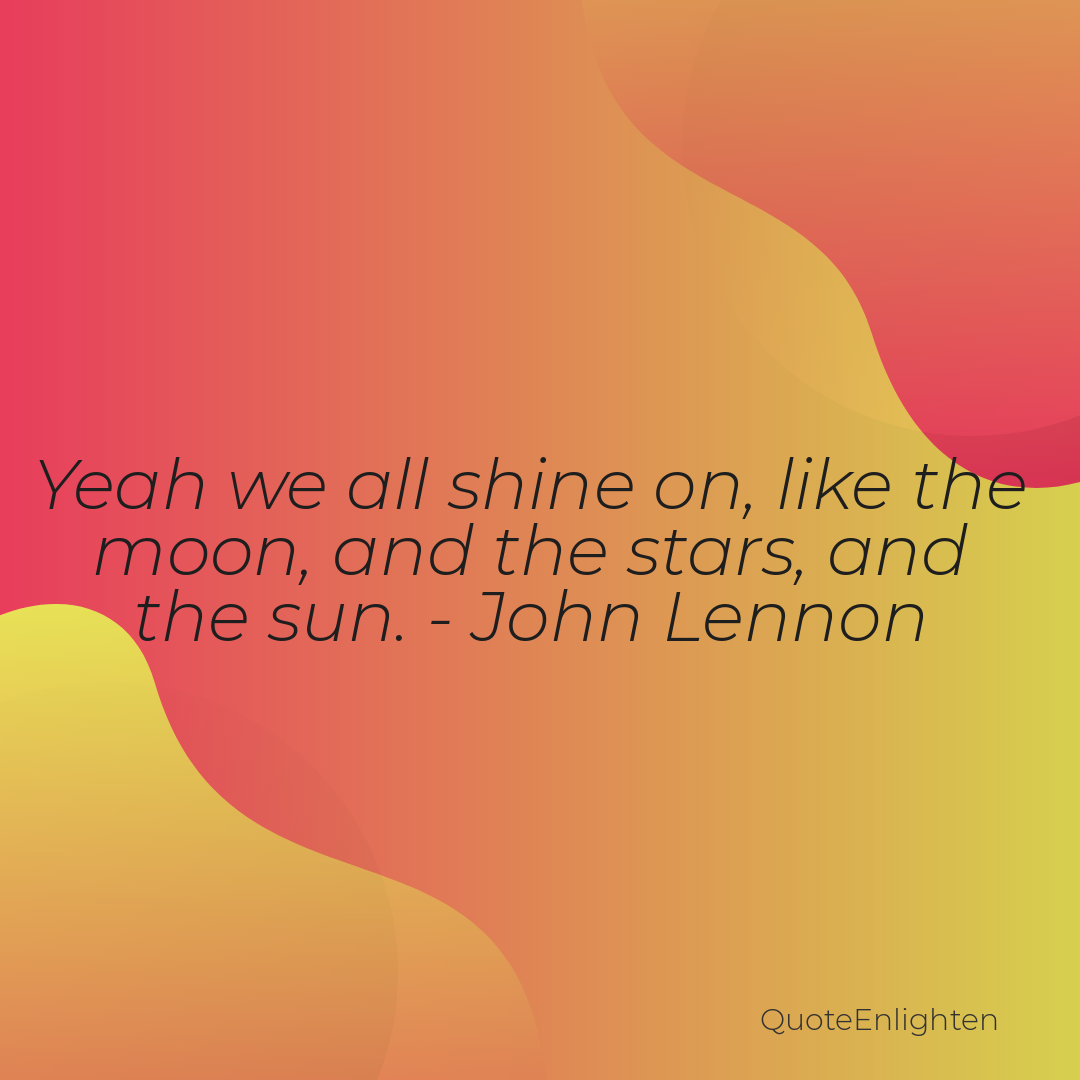 Yeah we all shine on, like the
moon, and the stars, and
the sun. - John Lennon
QuoteEnlighten